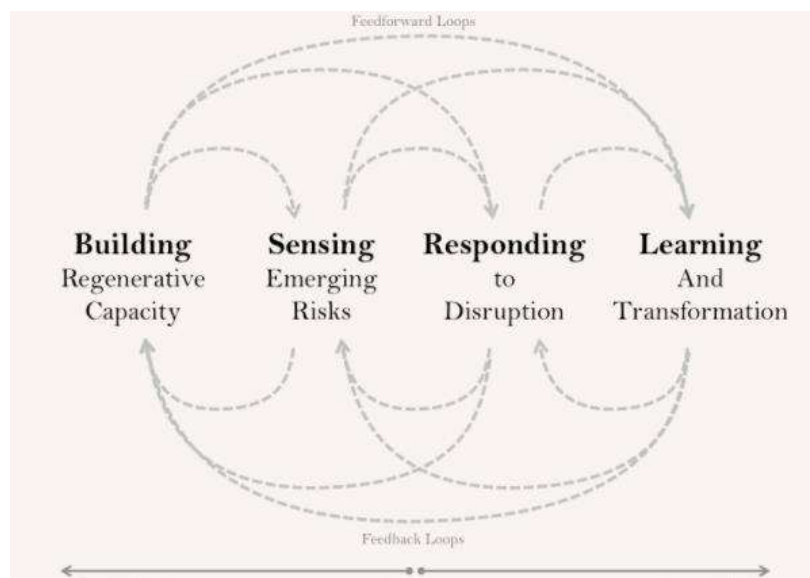 Feedforward Loops
Building
Regenerative
Capacity
Sensing
Emerging
Risks
Responding
to
Disruption
Learning
And
Transformation
Feedback Loops